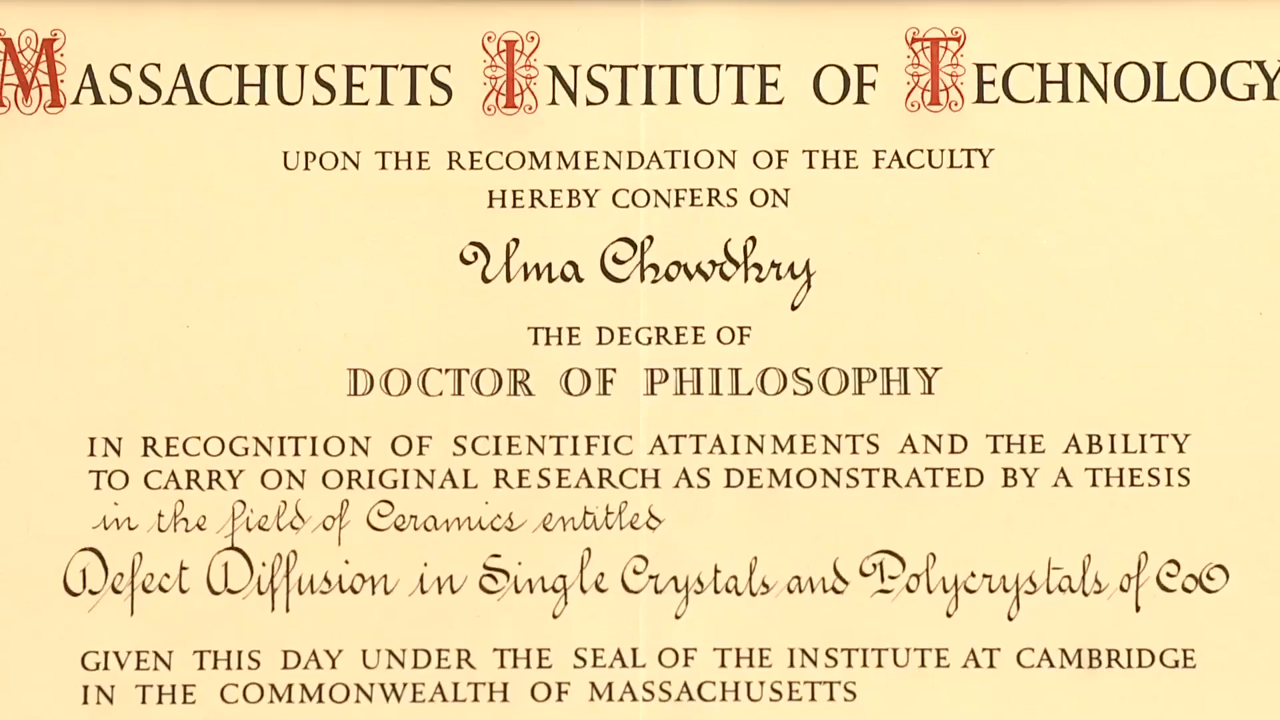 MASSACHUSETTS INSTITUTE OF TECHNOLOGY
UPON THE RECOMMENDATION OF THE FACULTY
HEREBY CONFERS ON
Uma Chowdhry
THE DEGREE OF
DOCTOR OF PHILOSOPHY
IN RECOGNITION OF SCIENTIFIC ATTAINMENTS AND THE ABILITY
TO CARRY ON ORIGINAL RESEARCH AS DEMONSTRATED BY A THESIS
in the field of Ceramics entitled
Defect Diffusion in Single Crystals and Polycrystals of CoO
GIVEN THIS DAY UNDER THE SEAL OF THE INSTITUTE AT CAMBRIDGE
IN THE COMMONWEALTH OF MASSACHUSETTS